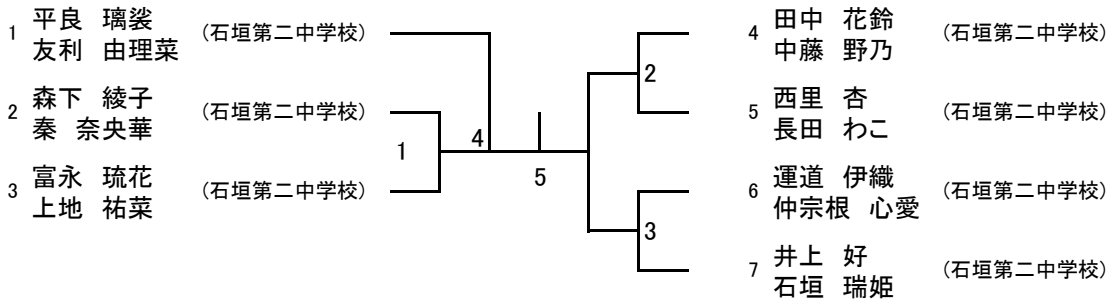 1 平良 璃裟 (石垣第二中学校)
友利 由理菜
2 森下 綾子 (石垣第二中学校)
秦 奈央華
3 富永 琉花 (石垣第二中学校)
上地 祐菜
1
4
5
2
3
4 田中 花鈴 (石垣第二中学校)
中藤 野乃
5 西里 杏 (石垣第二中学校)
長田 わこ
6 運道 伊織 (石垣第二中学校)
仲宗根 心愛
7 井上 好 (石垣第二中学校)
石垣 瑞姫